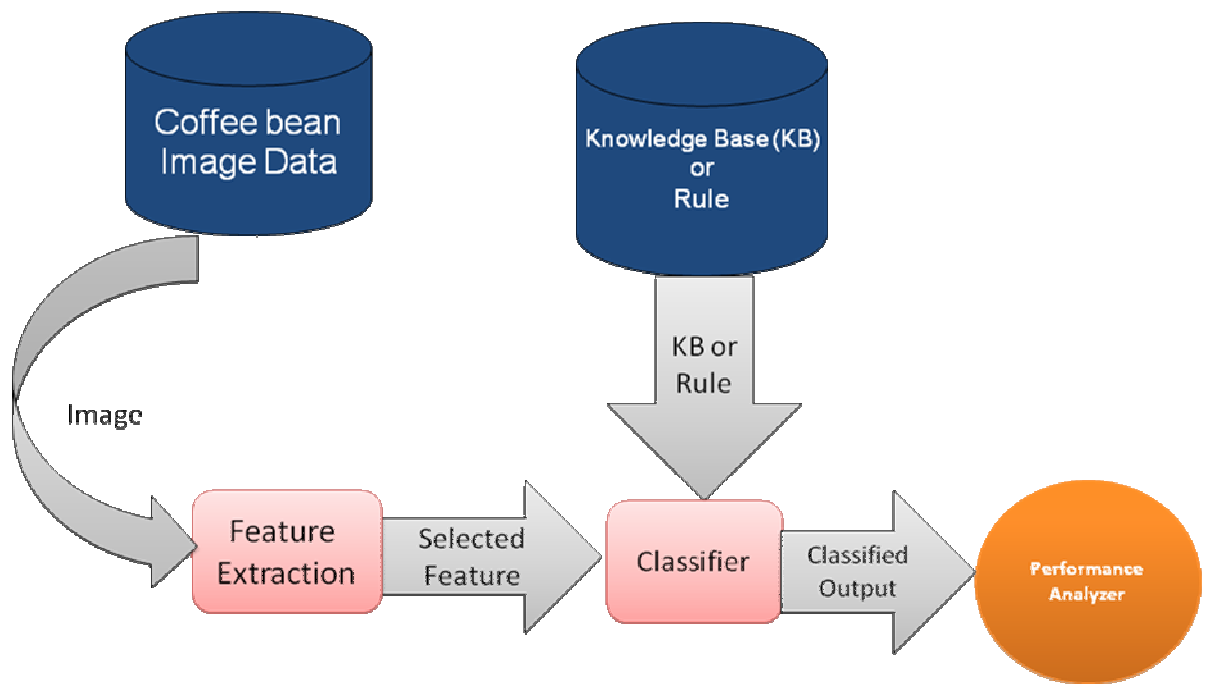 Coffee bean
Image Data
Knowledge Base (KB)
or
Rule
KB or
Rule
Image
Feature
Extraction
Selected
Feature
Classifier
Classified
Output
Performance
Analyzer